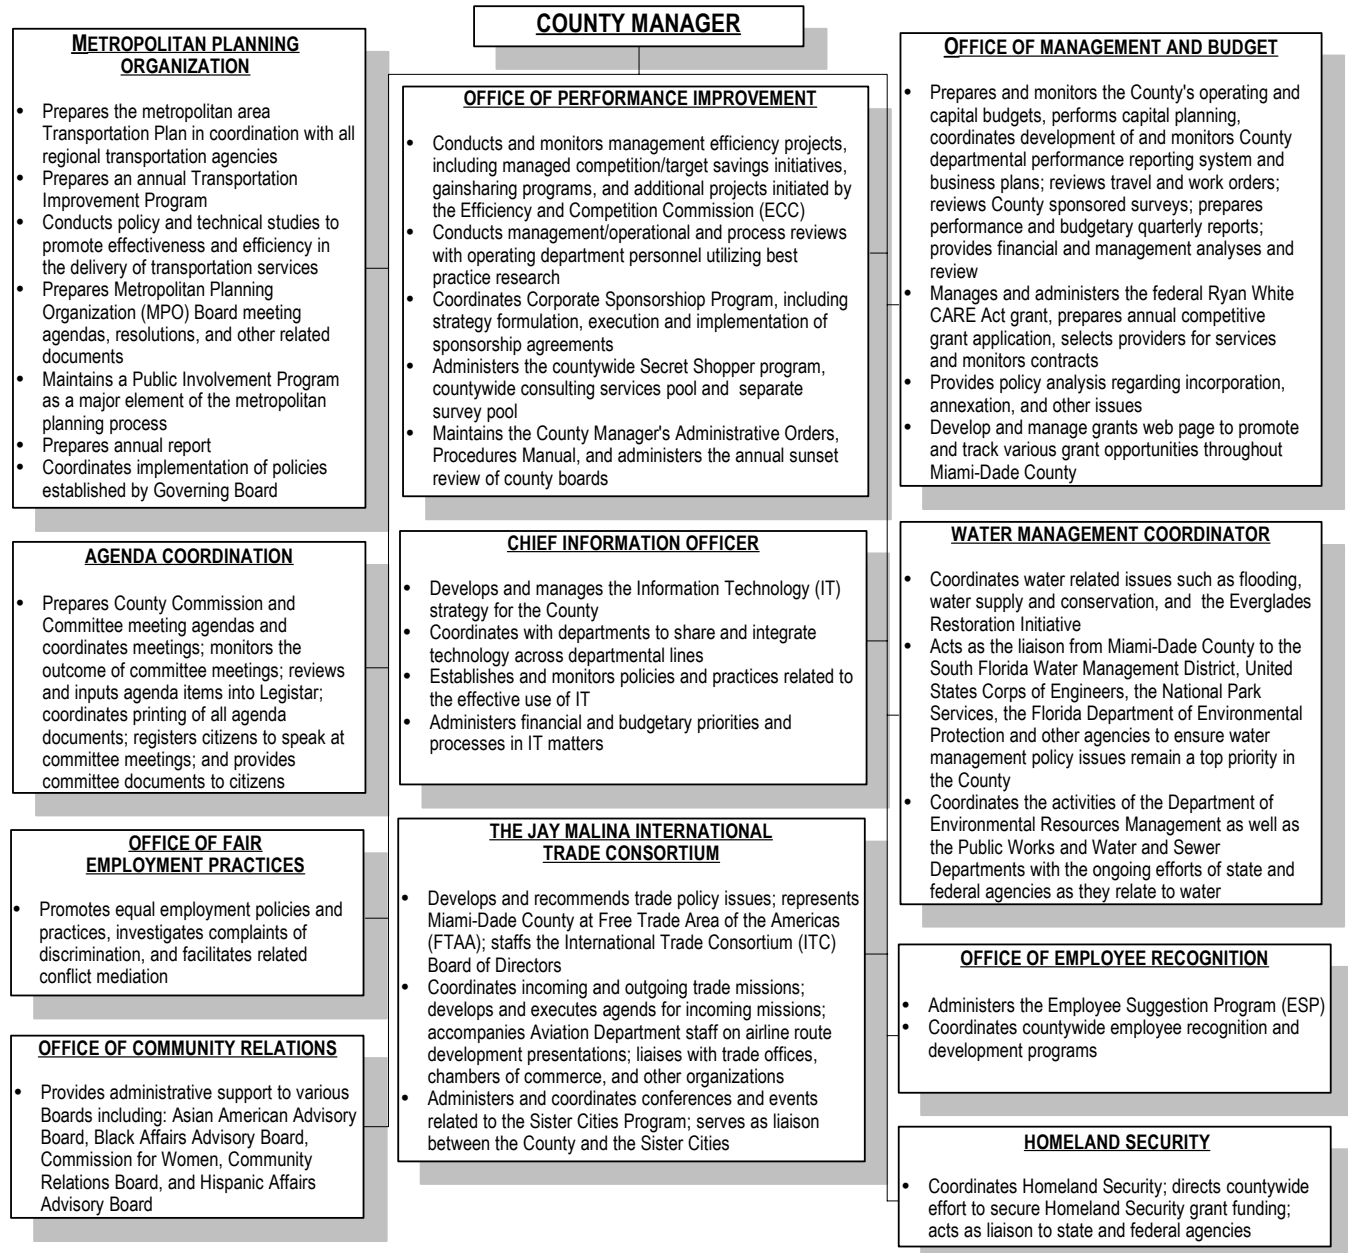 COUNTY MANAGER
METROPOLITAN PLANNING
ORGANIZATION
• Prepares the metropolitan area
Transportation Plan in coordination with all
regional transportation agencies
• Prepares an annual Transportation
Improvement Program
• Conducts policy and technical studies to
promote effectiveness and efficiency in
the delivery of transportation services
• Prepares Metropolitan Planning
Organization (MPO) Board meeting
agendas, resolutions, and other related
documents
• Maintains a Public Involvement Program
as a major element of the metropolitan
planning process
• Prepares annual report
• Coordinates implementation of policies
established by Governing Board
AGENDA COORDINATION
• Prepares County Commission and
Committee meeting agendas and
coordinates meetings; monitors the
outcome of committee meetings; reviews
and inputs agenda items into Legistar;
coordinates printing of all agenda
documents; registers citizens to speak at
committee meetings; and provides
committee documents to citizens
OFFICE OF FAIR
EMPLOYMENT PRACTICES
• Promotes equal employment policies and
practices, investigates complaints of
discrimination, and facilitates related
conflict mediation
OFFICE OF COMMUNITY RELATIONS
• Provides administrative support to various
Boards including: Asian American Advisory
Board, Black Affairs Advisory Board,
Commission for Women, Community
Relations Board, and Hispanic Affairs
Advisory Board
OFFICE OF PERFORMANCE IMPROVEMENT
• Conducts and monitors management efficiency projects,
including managed competition/target savings initiatives,
gainsharing programs, and additional projects initiated by
the Efficiency and Competition Commission (ECC)
• Conducts management/operational and process reviews
with operating department personnel utilizing best
practice research
• Coordinates Corporate Sponsorshiop Program, including
strategy formulation, execution and implementation of
sponsorship agreements
• Administers the countywide Secret Shopper program,
countywide consulting services pool and separate
survey pool
• Maintains the County Manager's Administrative Orders,
Procedures Manual, and administers the annual sunset
review of county boards
CHIEF INFORMATION OFFICER
• Develops and manages the Information Technology (IT)
strategy for the County
• Coordinates with departments to share and integrate
technology across departmental lines
• Establishes and monitors policies and practices related to
the effective use of IT
• Administers financial and budgetary priorities and
processes in IT matters
THE JAY MALINA INTERNATIONAL
TRADE CONSORTIUM
• Develops and recommends trade policy issues; represents
Miami-Dade County at Free Trade Area of the Americas
(FTAA); staffs the International Trade Consortium (ITC)
Board of Directors
• Coordinates incoming and outgoing trade missions;
develops and executes agends for incoming missions;
accompanies Aviation Department staff on airline route
development presentations; liaises with trade offices,
chambers of commerce, and other organizations
• Administers and coordinates conferences and events
related to the Sister Cities Program; serves as liaison
between the County and the Sister Cities
OFFICE OF MANAGEMENT AND BUDGET
• Prepares and monitors the County's operating and
capital budgets, performs capital planning,
coordinates development of and monitors County
departmental performance reporting system and
business plans; reviews travel and work orders;
reviews County sponsored surveys; prepares
performance and budgetary quarterly reports;
provides financial and management analyses and
review
• Manages and administers the federal Ryan White
CARE Act grant, prepares annual competitive
grant application, selects providers for services
and monitors contracts
• Provides policy analysis regarding incorporation,
annexation, and other issues
• Develop and manage grants web page to promote
and track various grant opportunities throughout
Miami-Dade County
WATER MANAGEMENT COORDINATOR
• Coordinates water related issues such as flooding,
water supply and conservation, and the Everglades
Restoration Initiative
• Acts as the liaison from Miami-Dade County to the
South Florida Water Management District, United
States Corps of Engineers, the National Park
Services, the Florida Department of Environmental
Protection and other agencies to ensure water
management policy issues remain a top priority in
the County
• Coordinates the activities of the Department of
Environmental Resources Management as well as
the Public Works and Water and Sewer
Departments with the ongoing efforts of state and
federal agencies as they relate to water
OFFICE OF EMPLOYEE RECOGNITION
• Administers the Employee Suggestion Program (ESP)
• Coordinates countywide employee recognition and
development programs
HOMELAND SECURITY
• Coordinates Homeland Security; directs countywide
effort to secure Homeland Security grant funding;
acts as liaison to state and federal agencies